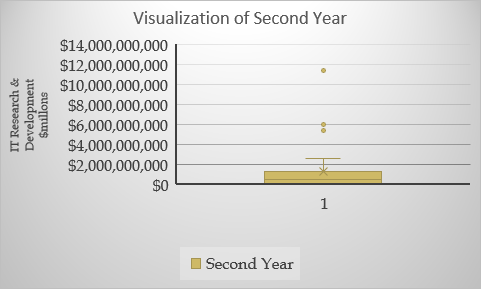 Visualization of Second Year
IT Research &
Development
$millons
$14,000,000,000
$12,000,000,000
$10,000,000,000
$8,000,000,000
$6,000,000,000
$4,000,000,000
$2,000,000,000
$0
1
Second Year